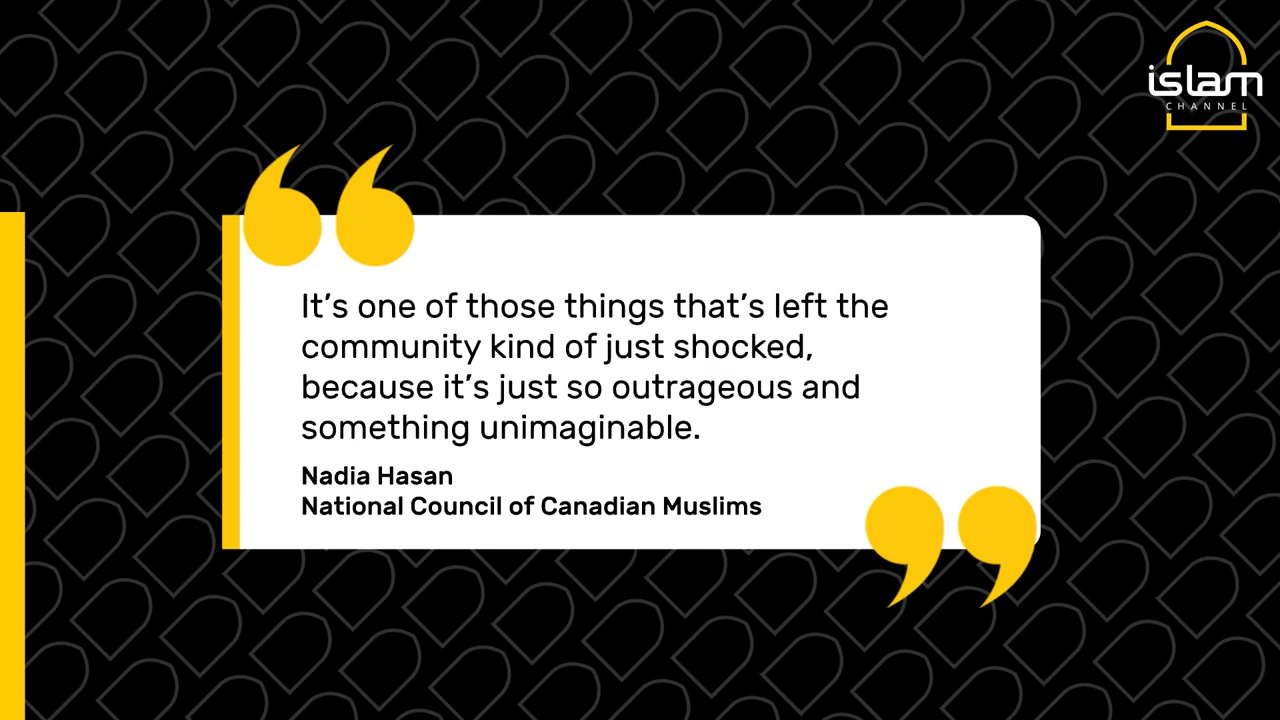 islam
CHANNEL
It’s one of those things that’s left the
community kind of just shocked,
because it’s just so outrageous and
something unimaginable.
Nadia Hasan
National Council of Canadian Muslims